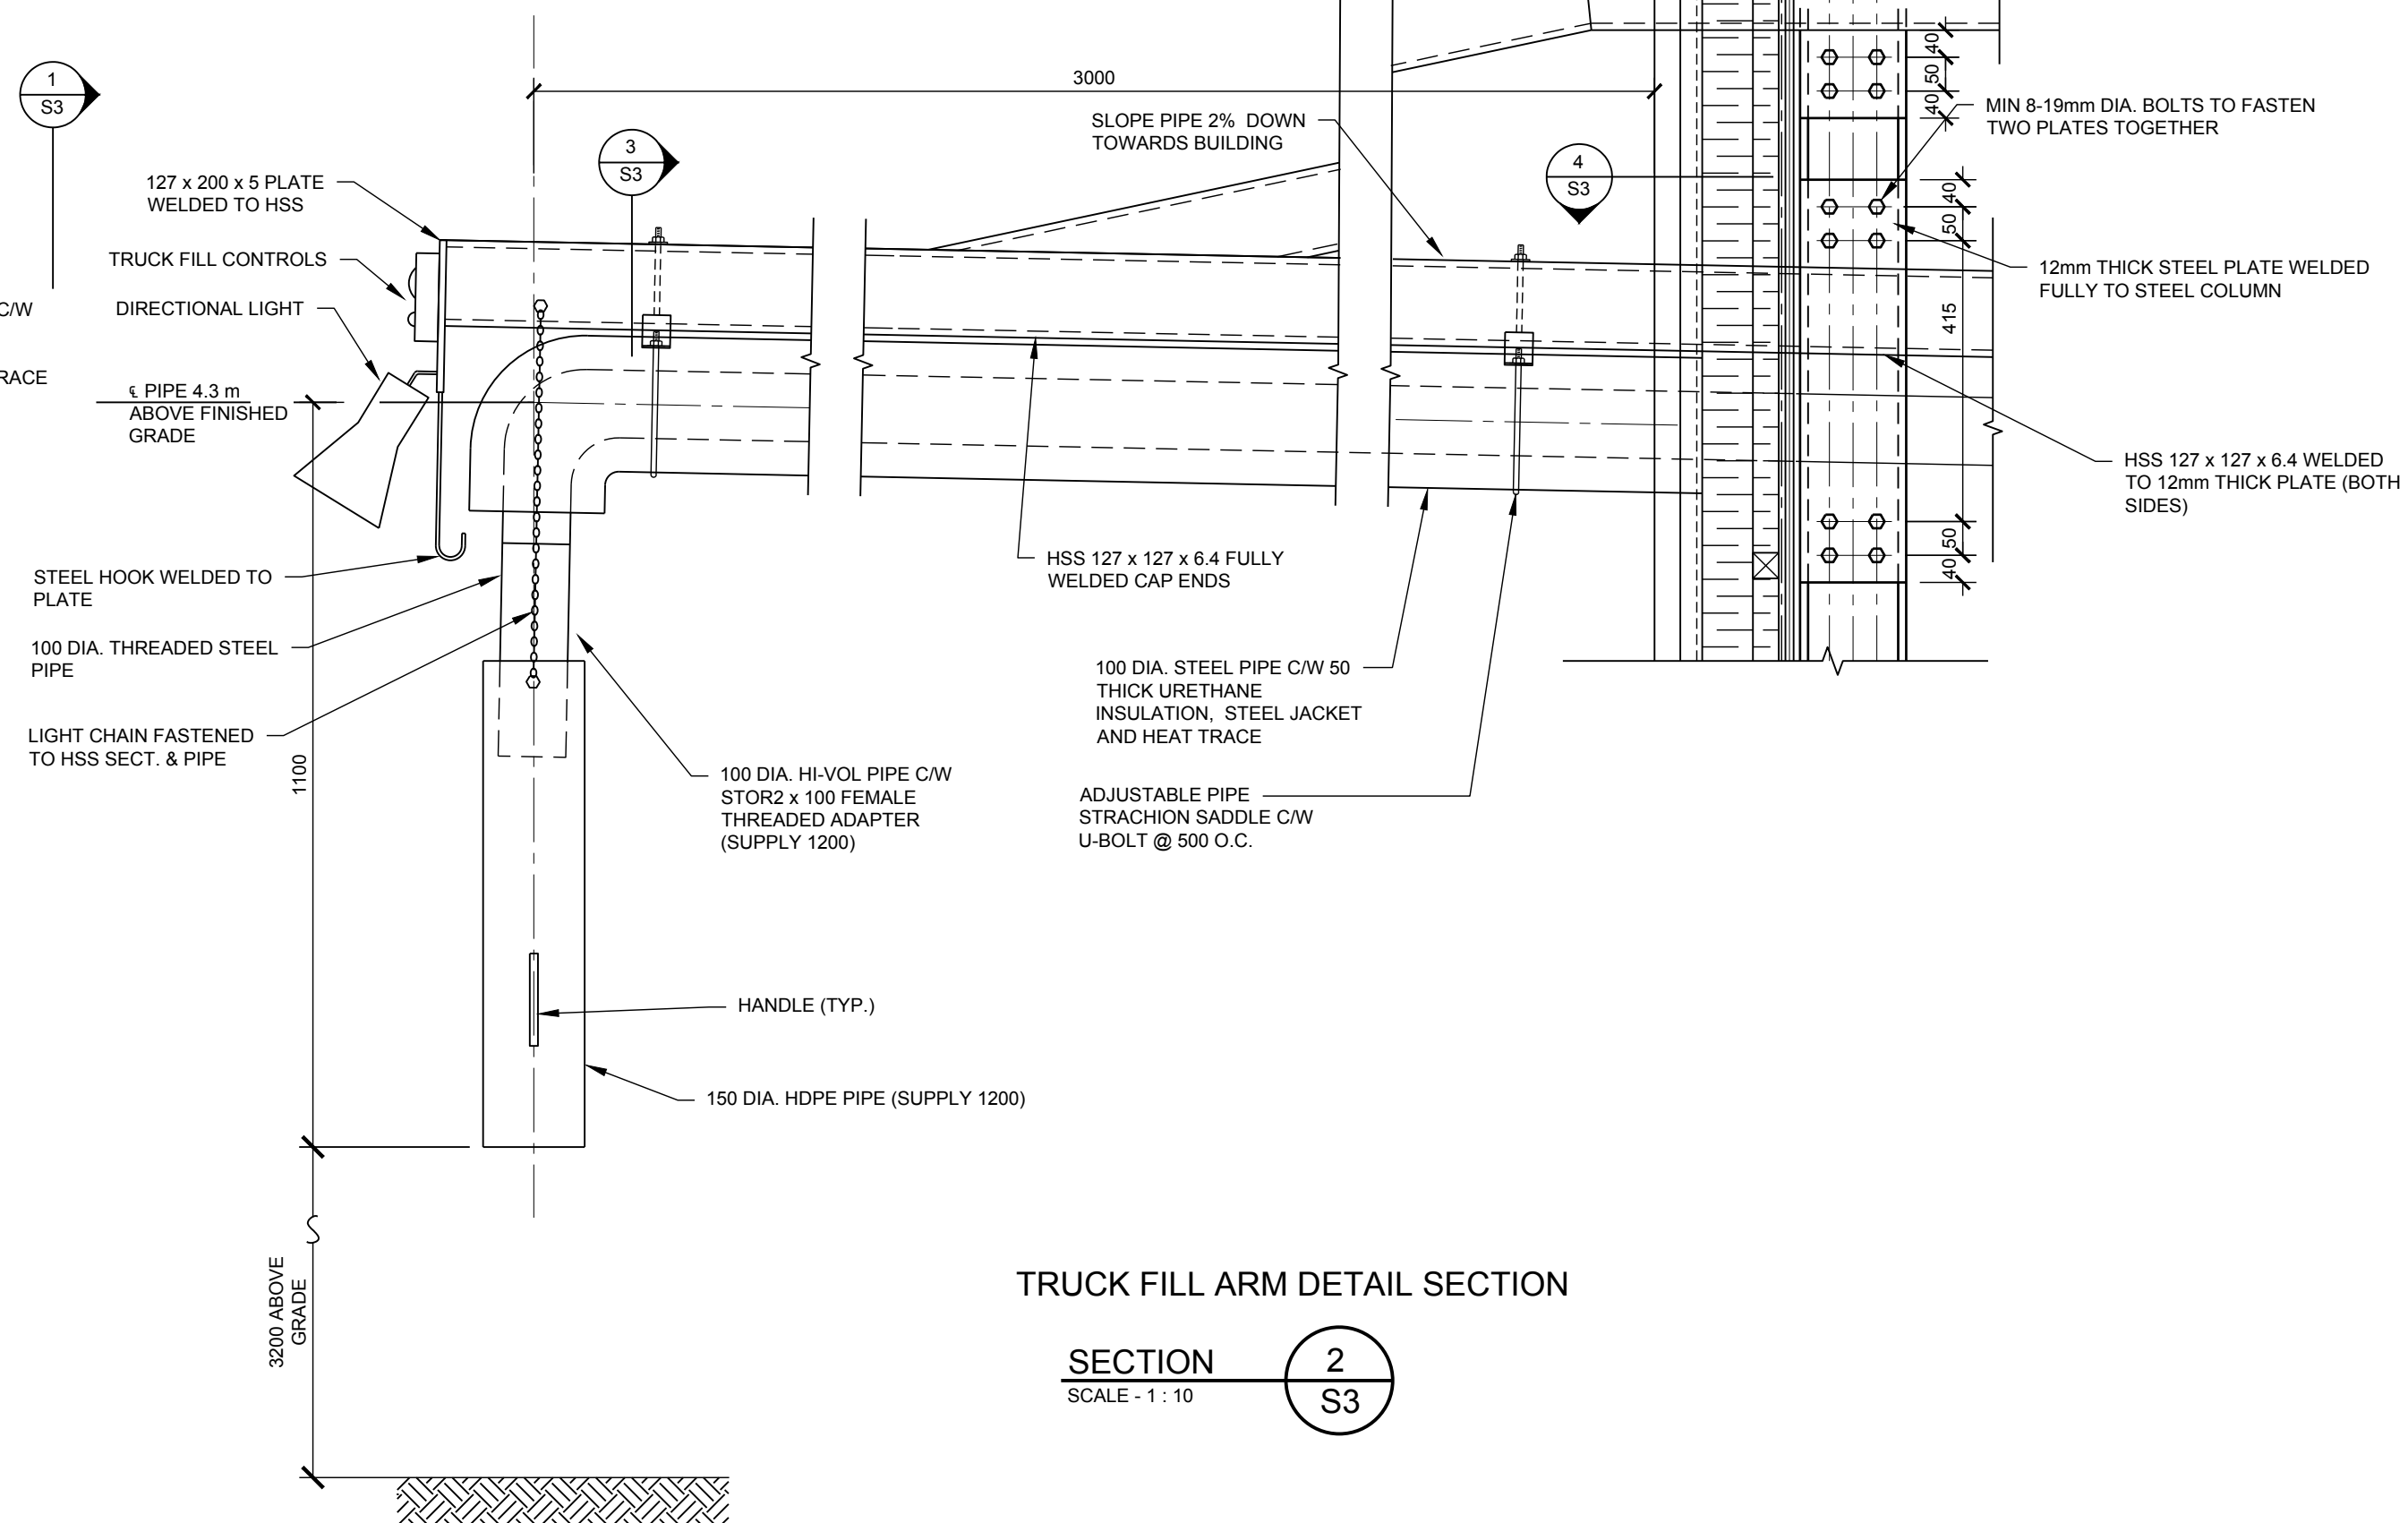 1
S3
3000
3
S3
SLOPE PIPE 2% DOWN
TOWARDS BUILDING
4
S3
40
50
40
MIN 8-19mm DIA. BOLTS TO FASTEN
TWO PLATES TOGETHER
127 x 200 x 5 PLATE
WELDED TO HSS
TRUCK FILL CONTROLS
DIRECTIONAL LIGHT
C/W
RACE
℄ PIPE 4.3 m
ABOVE FINISHED
GRADE
40
50
415
50
40
12mm THICK STEEL PLATE WELDED
FULLY TO STEEL COLUMN
HSS 127 x 127 x 6.4 WELDED
TO 12mm THICK PLATE (BOTH
SIDES)
STEEL HOOK WELDED TO
PLATE
100 DIA. THREADED STEEL
PIPE
LIGHT CHAIN FASTENED
TO HSS SECT. & PIPE
HSS 127 x 127 x 6.4 FULLY
WELDED CAP ENDS
100 DIA. STEEL PIPE C/W 50
THICK URETHANE
INSULATION, STEEL JACKET
AND HEAT TRACE
ADJUSTABLE PIPE
STRACHION SADDLE C/W
U-BOLT @ 500 O.C.
1100
100 DIA. HI-VOL PIPE C/W
STOR2 x 100 FEMALE
THREADED ADAPTER
(SUPPLY 1200)
HANDLE (TYP.)
150 DIA. HDPE PIPE (SUPPLY 1200)
3200 ABOVE
GRADE
TRUCK FILL ARM DETAIL SECTION
SECTION
SCALE - 1 : 10
2
S3